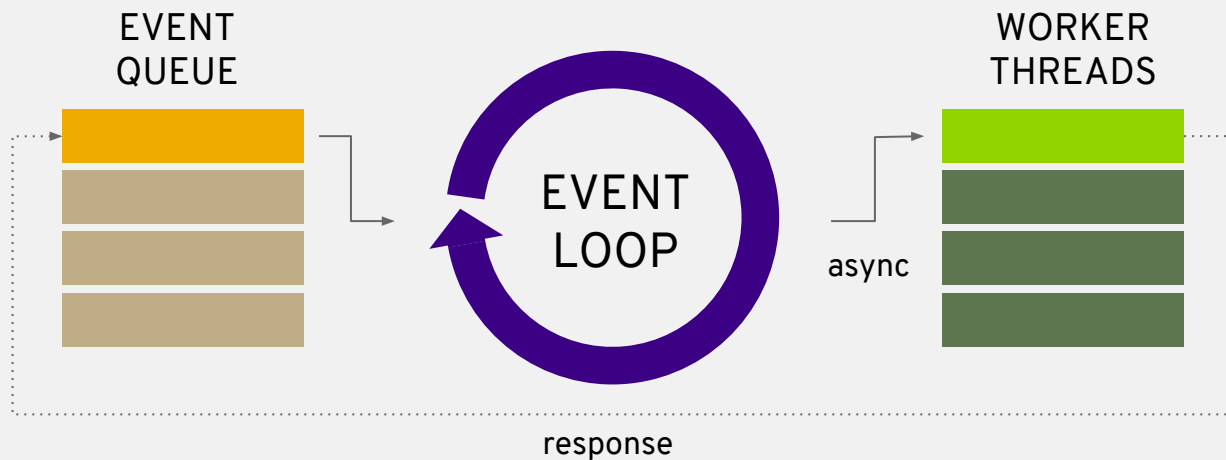 EVENT
QUEUE
EVENT
LOOP
async
WORKER
THREADS
response